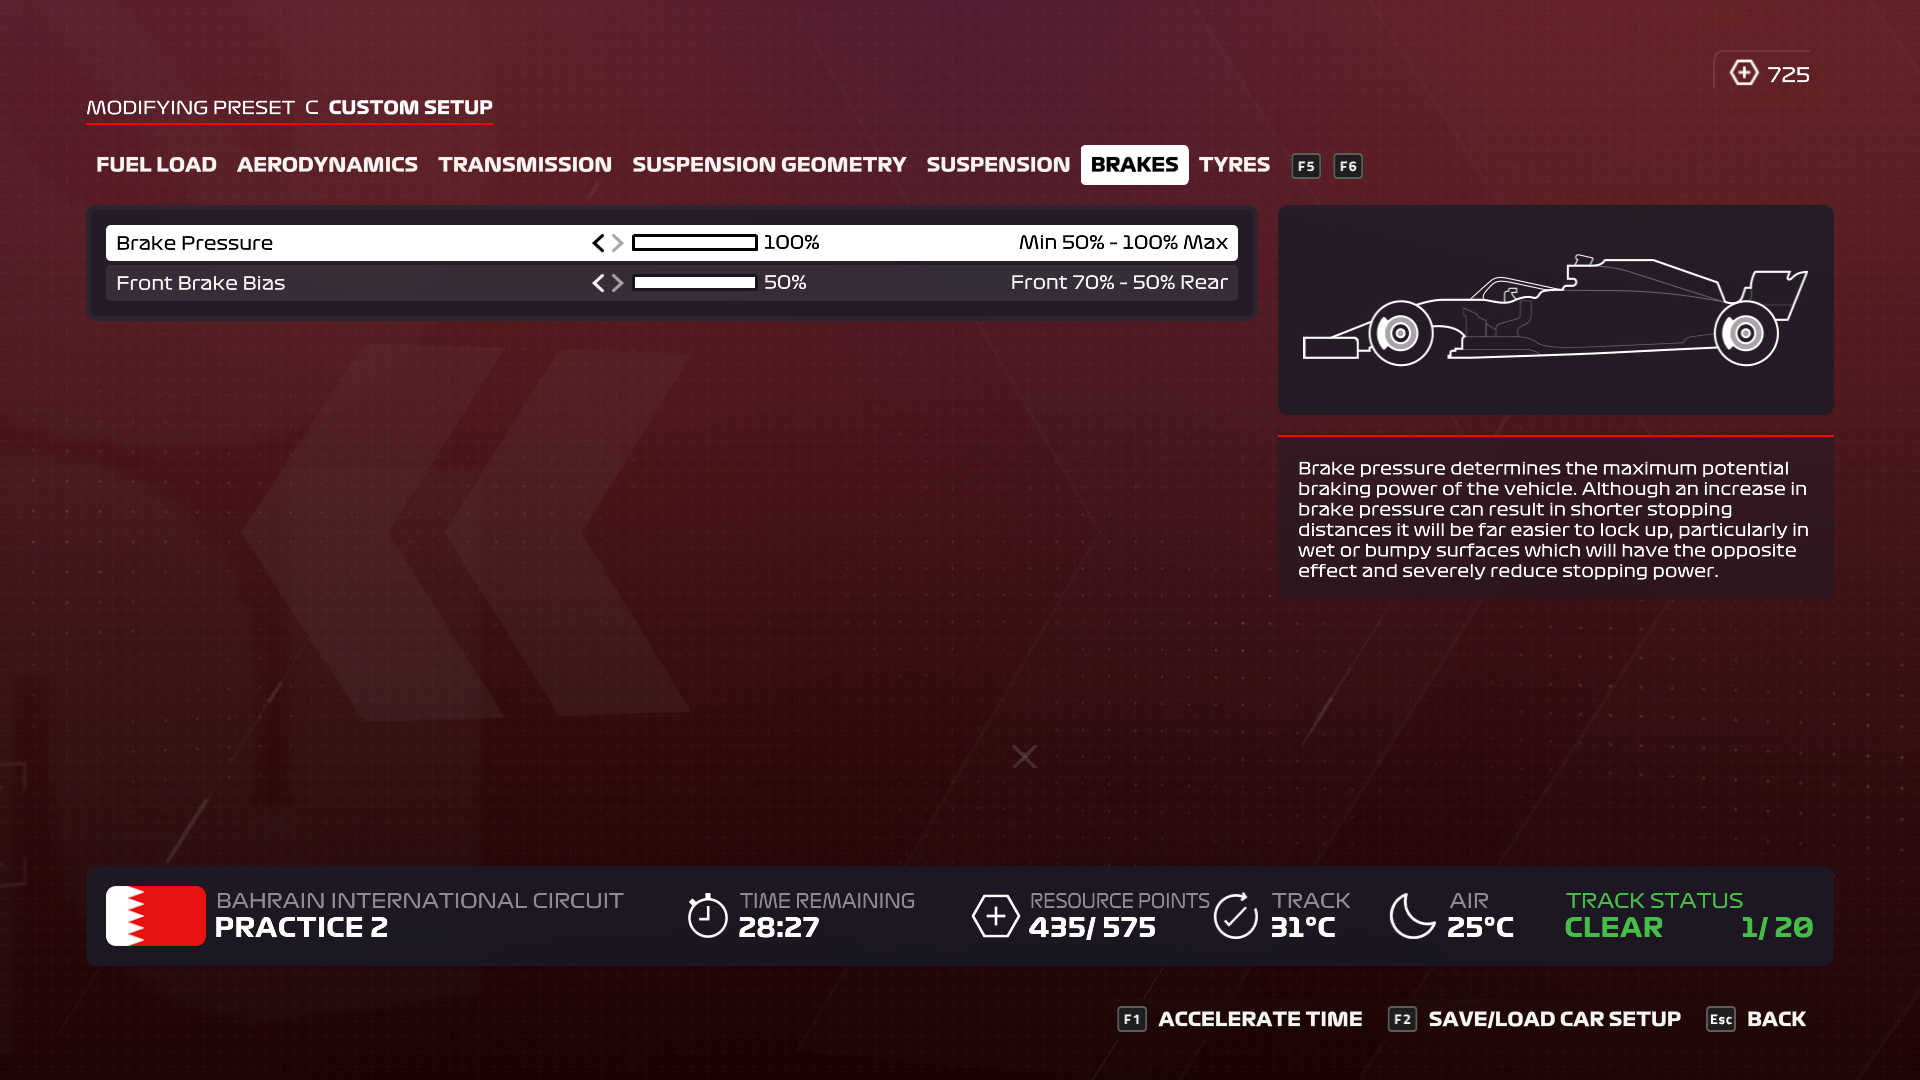 725
MODIFYING PRESET C CUSTOM SETUP
FUEL LOAD AERODYNAMICS TRANSMISSION SUSPENSION GEOMETRY SUSPENSION BRAKES TYRES F5 F6
Brake Pressure 100% Min 50% - 100% Max
Front Brake Bias 50% Front 70% - 50% Rear
Brake pressure determines the maximum potential
braking power of the vehicle. Although an increase in
brake pressure can result in shorter stopping
distances it will be far easier to lock up, particularly in
wet or bumpy surfaces which will have the opposite
effect and severely reduce stopping power.
BAHRAIN INTERNATIONAL CIRCUIT TIME REMAINING RESOURCE POINTS TRACK AIR TRACK STATUS
PRACTICE 2 28:27 435/ 575 31°C 25°C CLEAR 1/ 20
F1 ACCELERATE TIME F2 SAVE/LOAD CAR SETUP Esc BACK